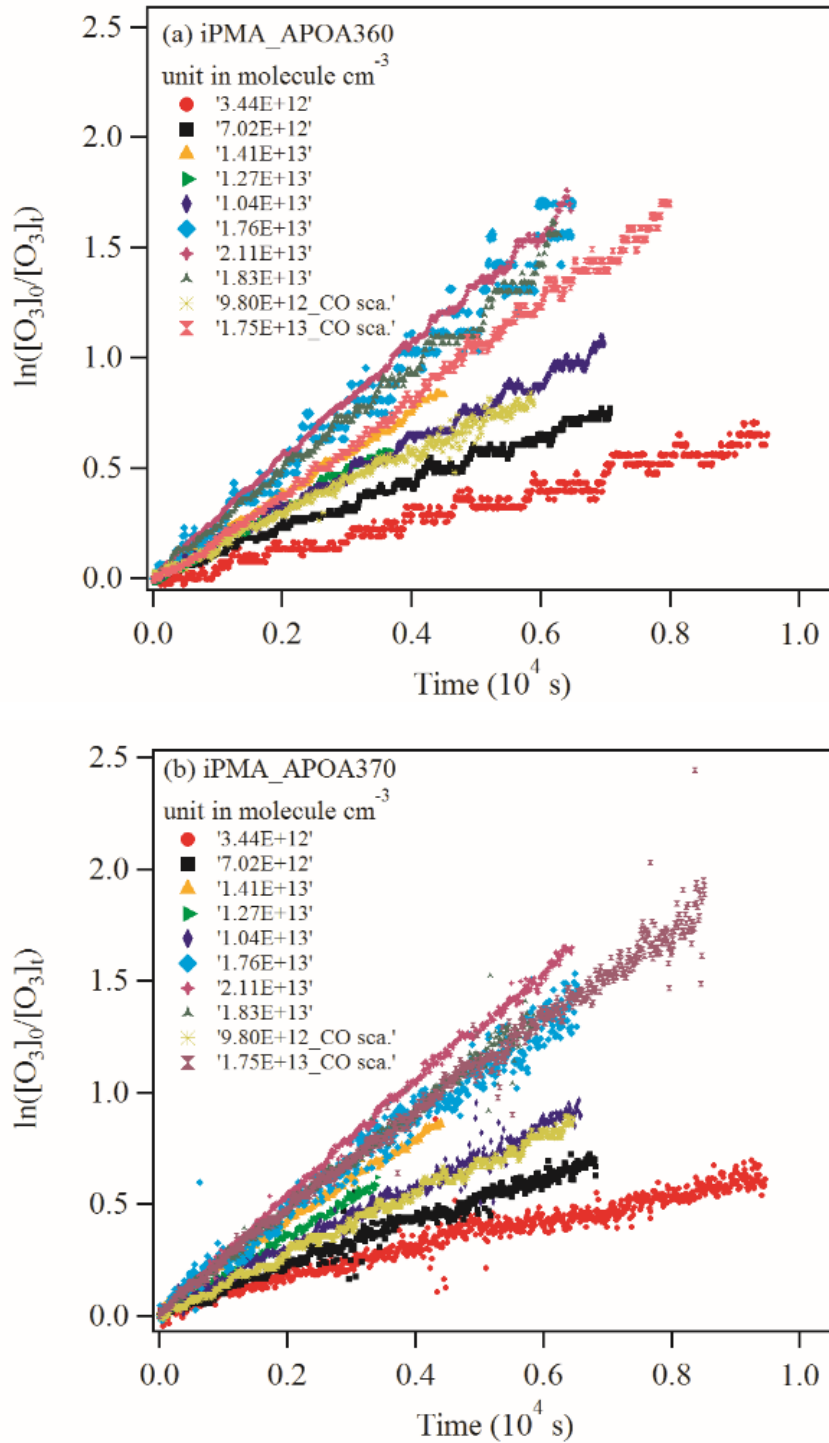 2.5
2.0
1.5
1.0
0.5
0.0
ln([O3]0/[O3]t)
(a) iPMA_APOA360
unit in molecule cm-3
'3.44E+12'
'7.02E+12'
'1.41E+13'
'1.27E+13'
'1.04E+13'
'1.76E+13'
'2.11E+13'
'1.83E+13'
'9.80E+12_CO sca.'
'1.75E+13_CO sca.'
0.0 0.2 0.4 0.6 0.8 1.0
Time (10^4 s)
2.5
2.0
1.5
1.0
0.5
0.0
ln([O3]0/[O3]t)
(b) iPMA_APOA370
unit in molecule cm-3
'3.44E+12'
'7.02E+12'
'1.41E+13'
'1.27E+13'
'1.04E+13'
'1.76E+13'
'2.11E+13'
'1.83E+13'
'9.80E+12_CO sca.'
'1.75E+13_CO sca.'
0.0 0.2 0.4 0.6 0.8 1.0
Time (10^4 s)